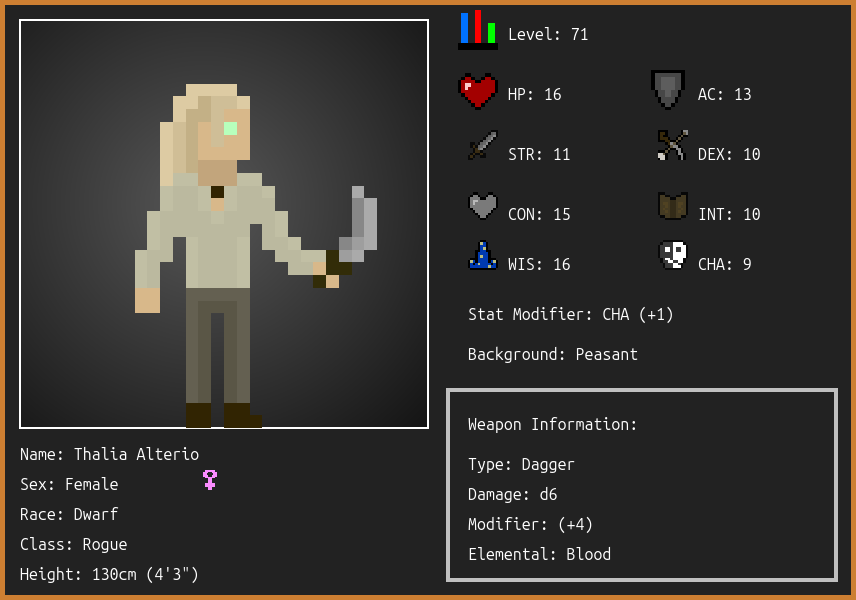 Level: 71
HP: 16
AC: 13
STR: 11
DEX: 10
CON: 15
INT: 10
WIS: 16
CHA: 9
Stat Modifier: CHA (+1)
Background: Peasant
Weapon Information:
Type: Dagger
Damage: d6
Modifier: (+4)
Elemental: Blood
Name: Thalia Alterio
Sex: Female
Race: Dwarf
Class: Rogue
Height: 130cm (4'3")